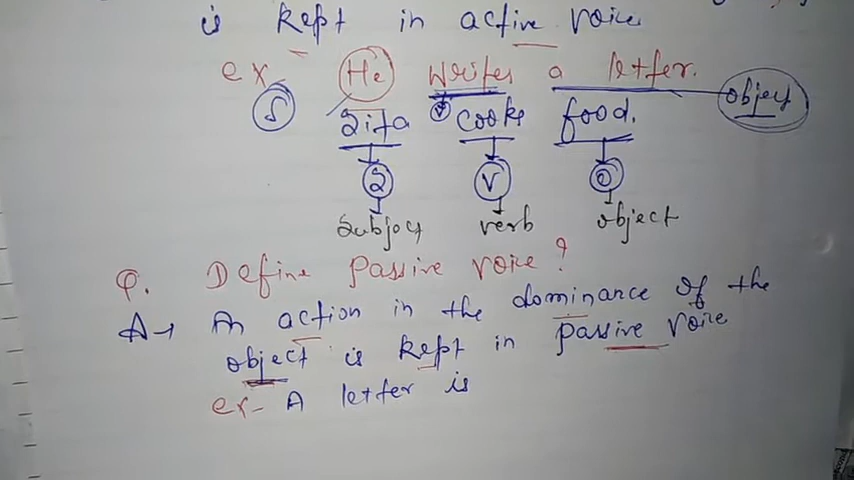 is kept in active voice
ex- He writes a letter. object
S Sita V cooks food.
S V O
Subject verb object
Q. Define Passive voice?
A→ An action in the dominance of the
object is kept in passive voice
ex- A letter is